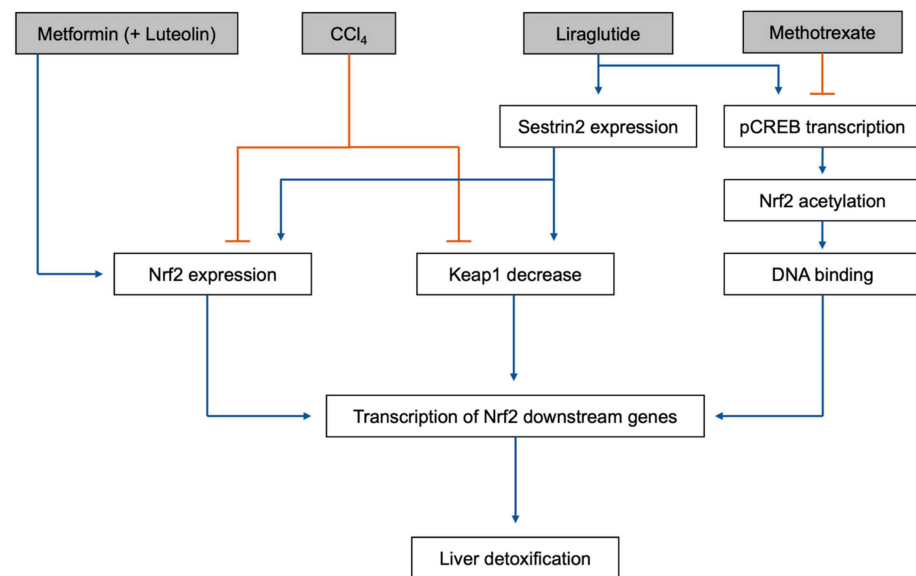 Metformin (+ Luteolin)
CCl₄
Liraglutide
Methotrexate
Sestrin2 expression
pCREB transcription
Nrf2 acetylation
Nrf2 expression
Keap1 decrease
DNA binding
Transcription of Nrf2 downstream genes
Liver detoxification